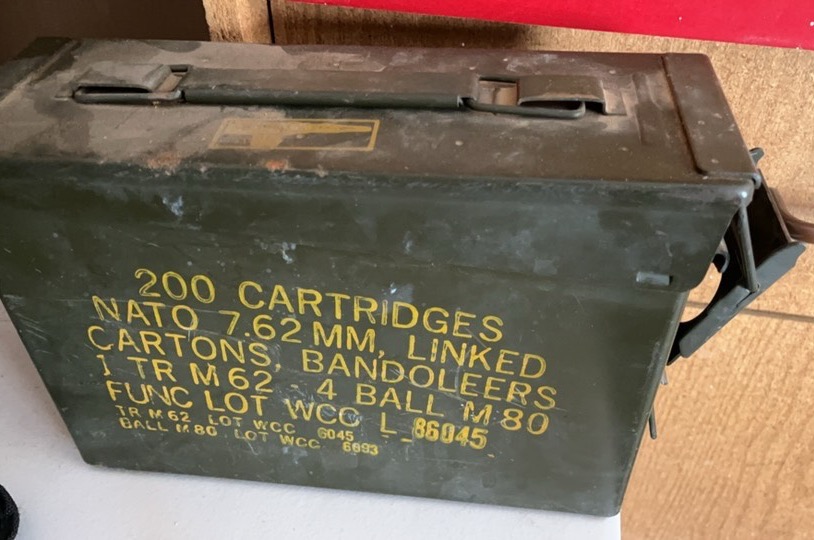 200 CARTRIDGES
NATO 7.62 MM, LINKED
CARTONS, BANDOLEERS
1 TR M62 4 BALL M80
FUNC LOT WCC L 86045
TR M62 LOT WCC 6045
BALL M80 LOT WCC 6693